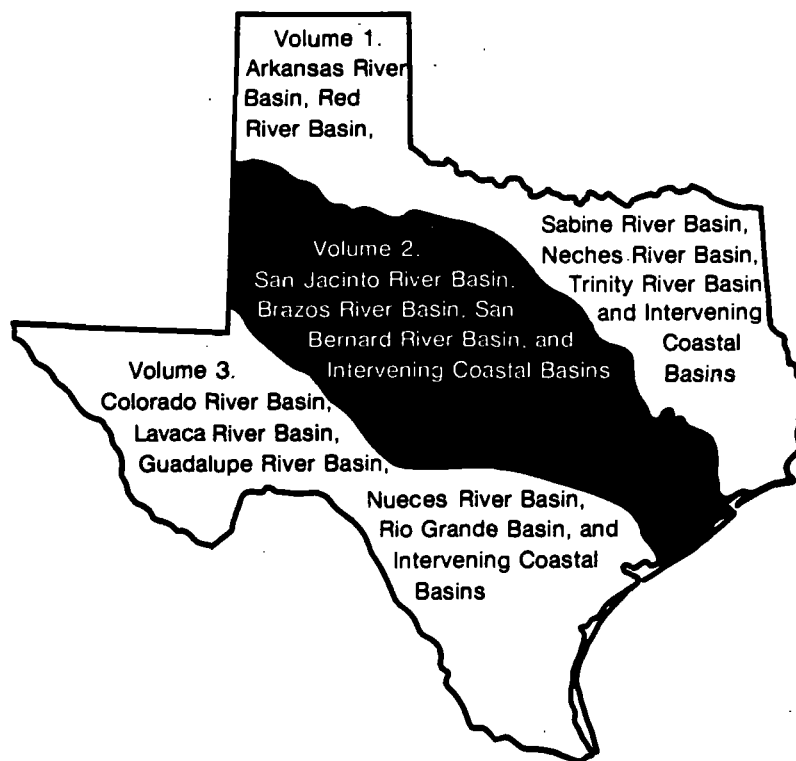 Volume 1.
Arkansas River
Basin, Red
River Basin,
Sabine River Basin,
Neches River Basin,
Trinity River Basin
and Intervening
Coastal
Basins
Volume 2.
San Jacinto River Basin,
Brazos River Basin, San
Bernard River Basin, and
Intervening Coastal Basins
Volume 3.
Colorado River Basin,
Lavaca River Basin,
Guadalupe River Basin,
Nueces River Basin,
Rio Grande Basin, and
Intervening Coastal
Basins